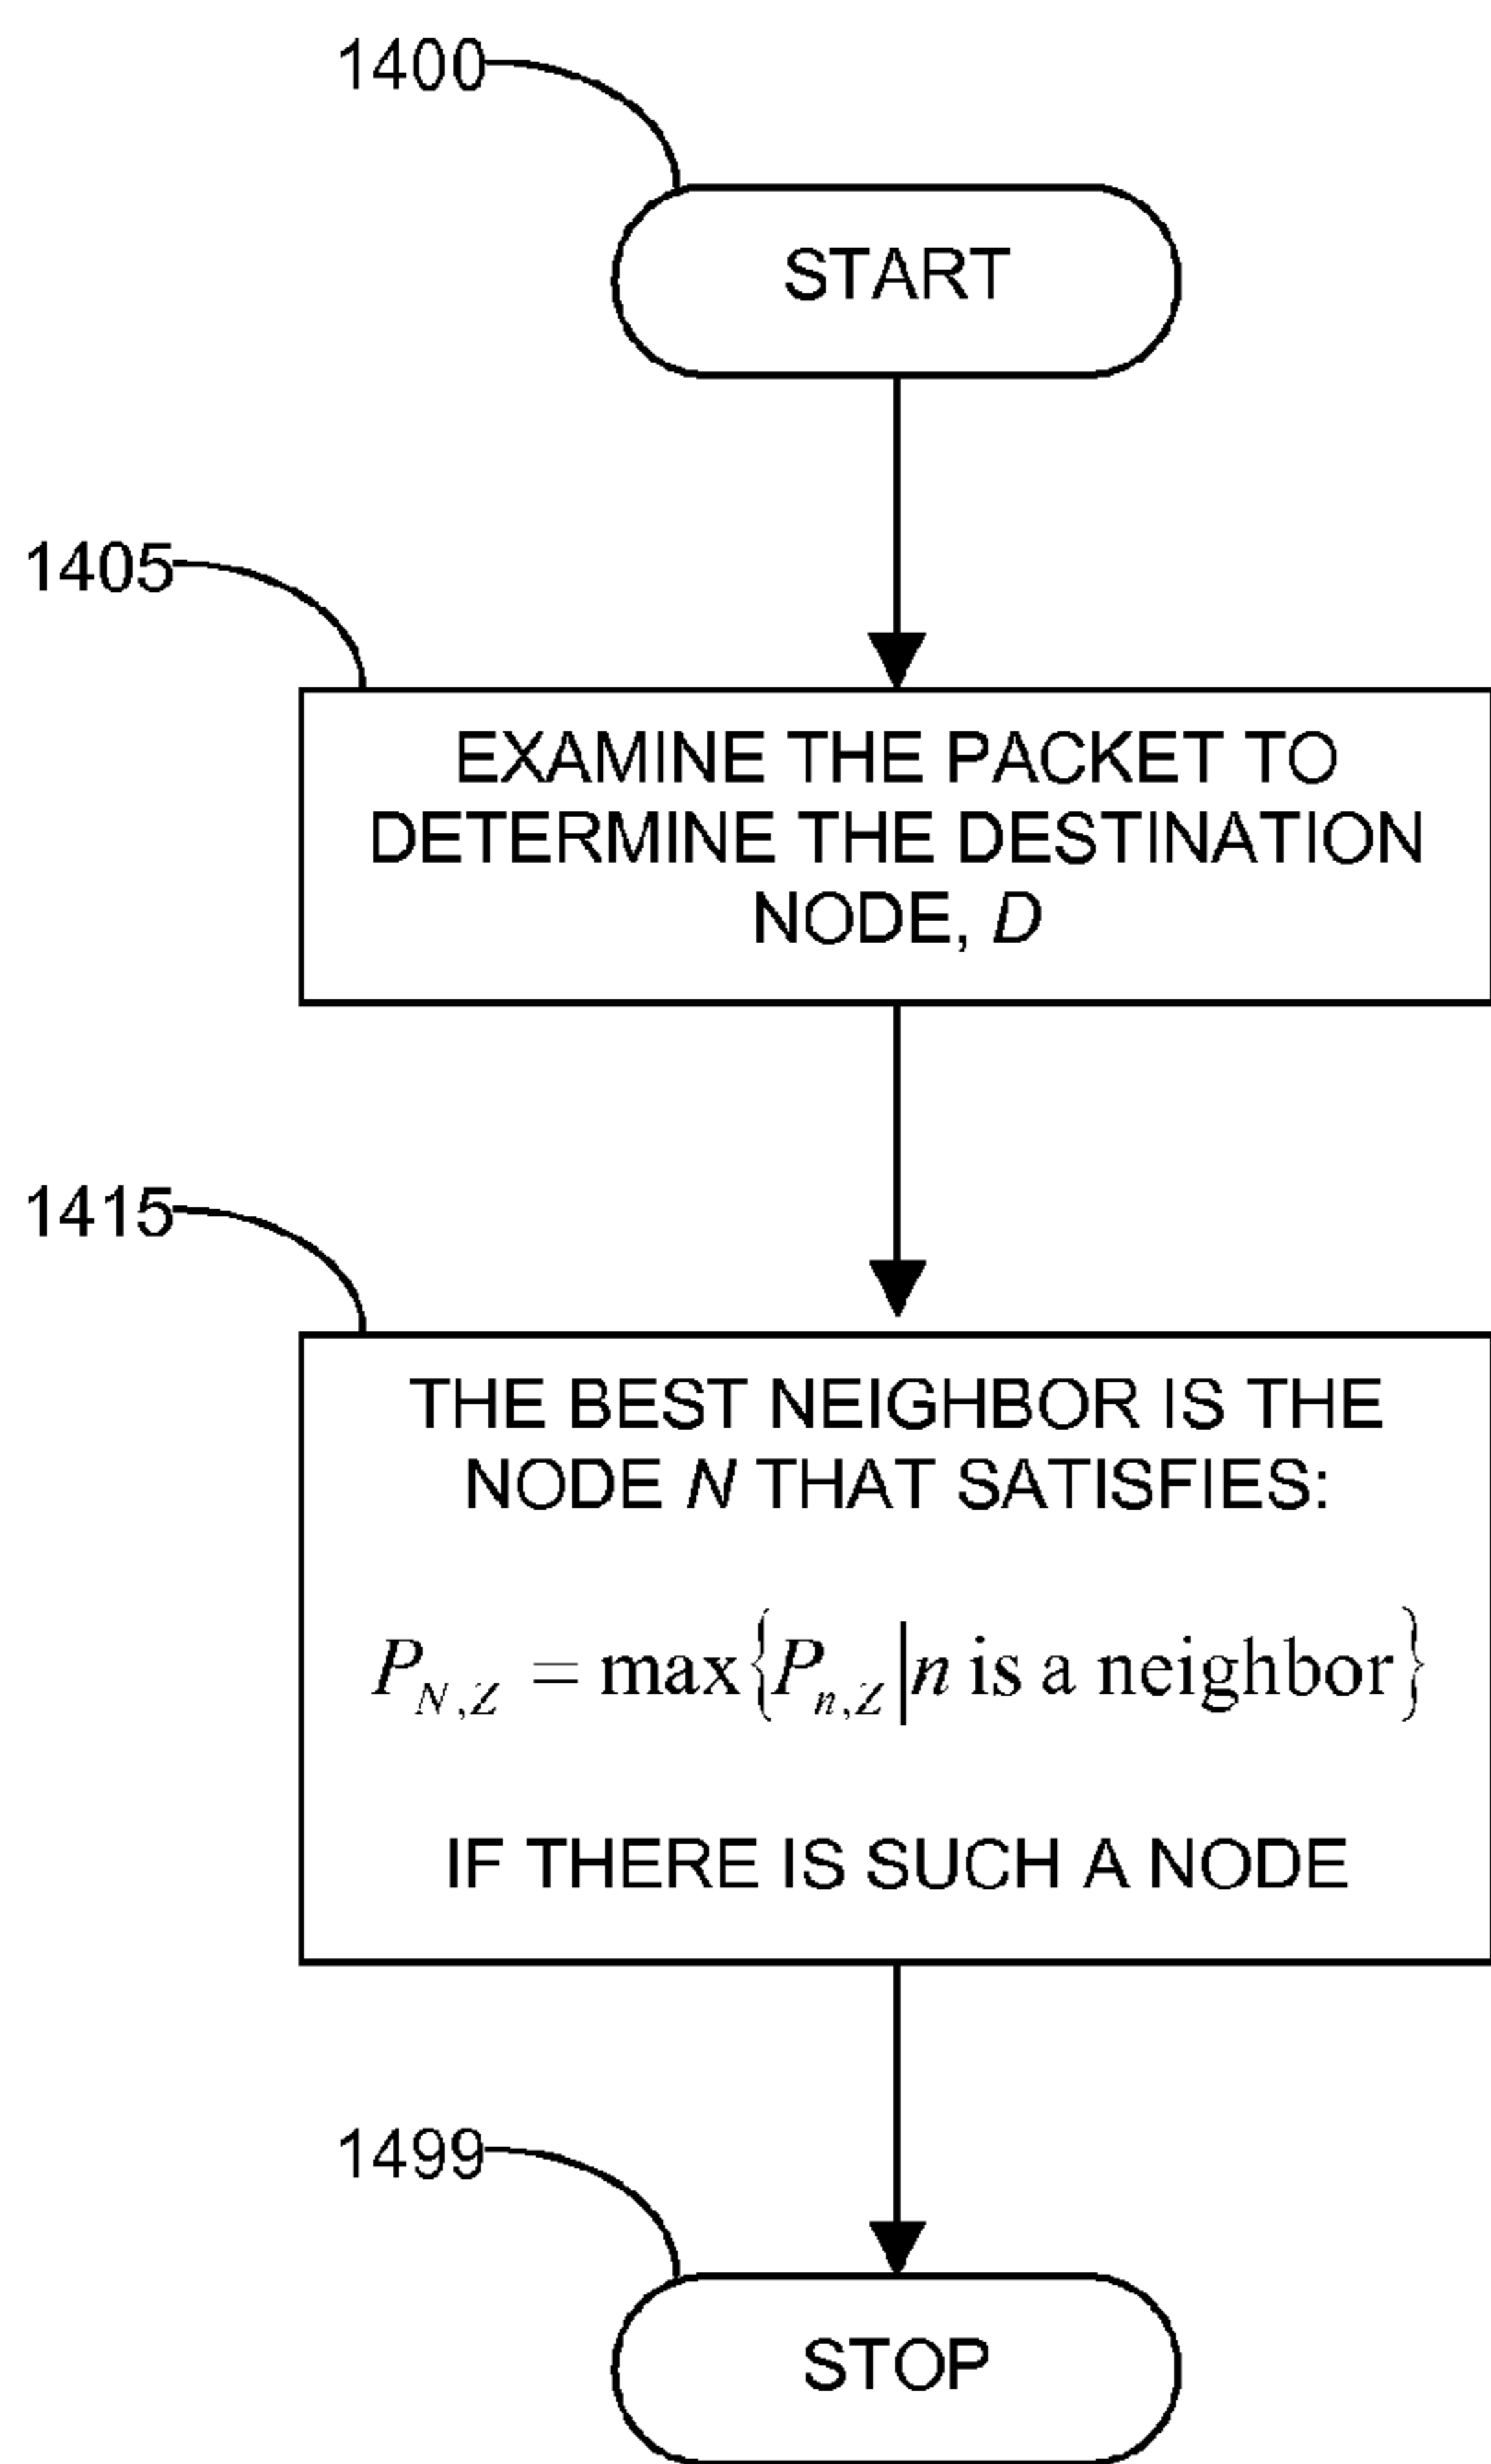 1400
START
1405
EXAMINE THE PACKET TO
DETERMINE THE DESTINATION
NODE, D
1415
THE BEST NEIGHBOR IS THE
NODE N THAT SATISFIES:
P_{N,Z} = max{P_{n,Z}|n is a neighbor}
IF THERE IS SUCH A NODE
1499
STOP